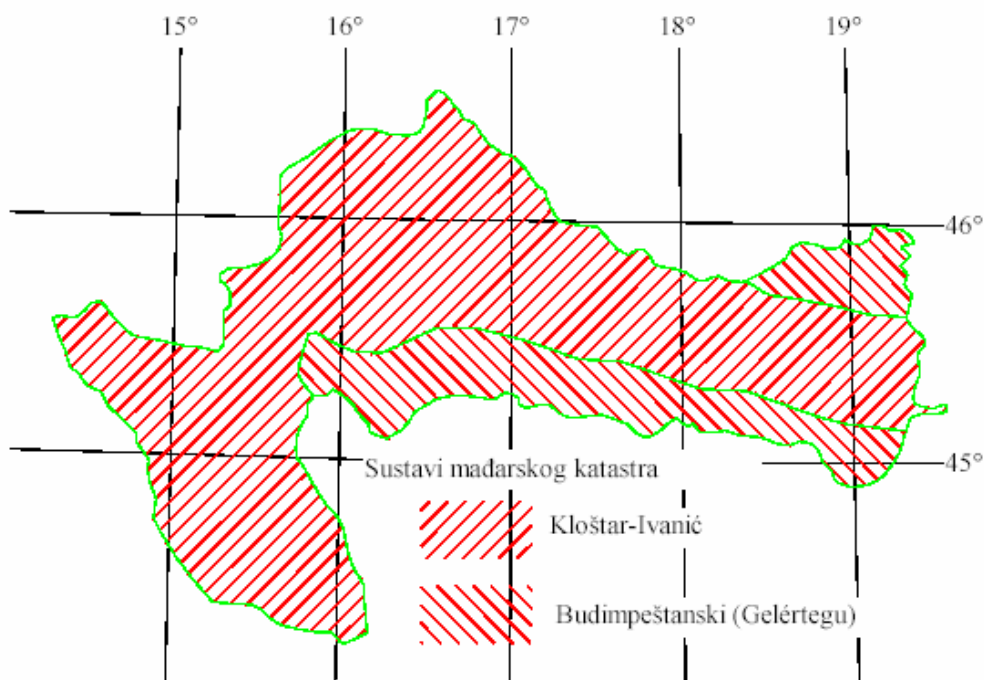 15° 16° 17° 18° 19°
46°
45°
Sustavi mađarskog katastra
Kloštar-Ivanić
Budimpeštanski (Gelértegu)